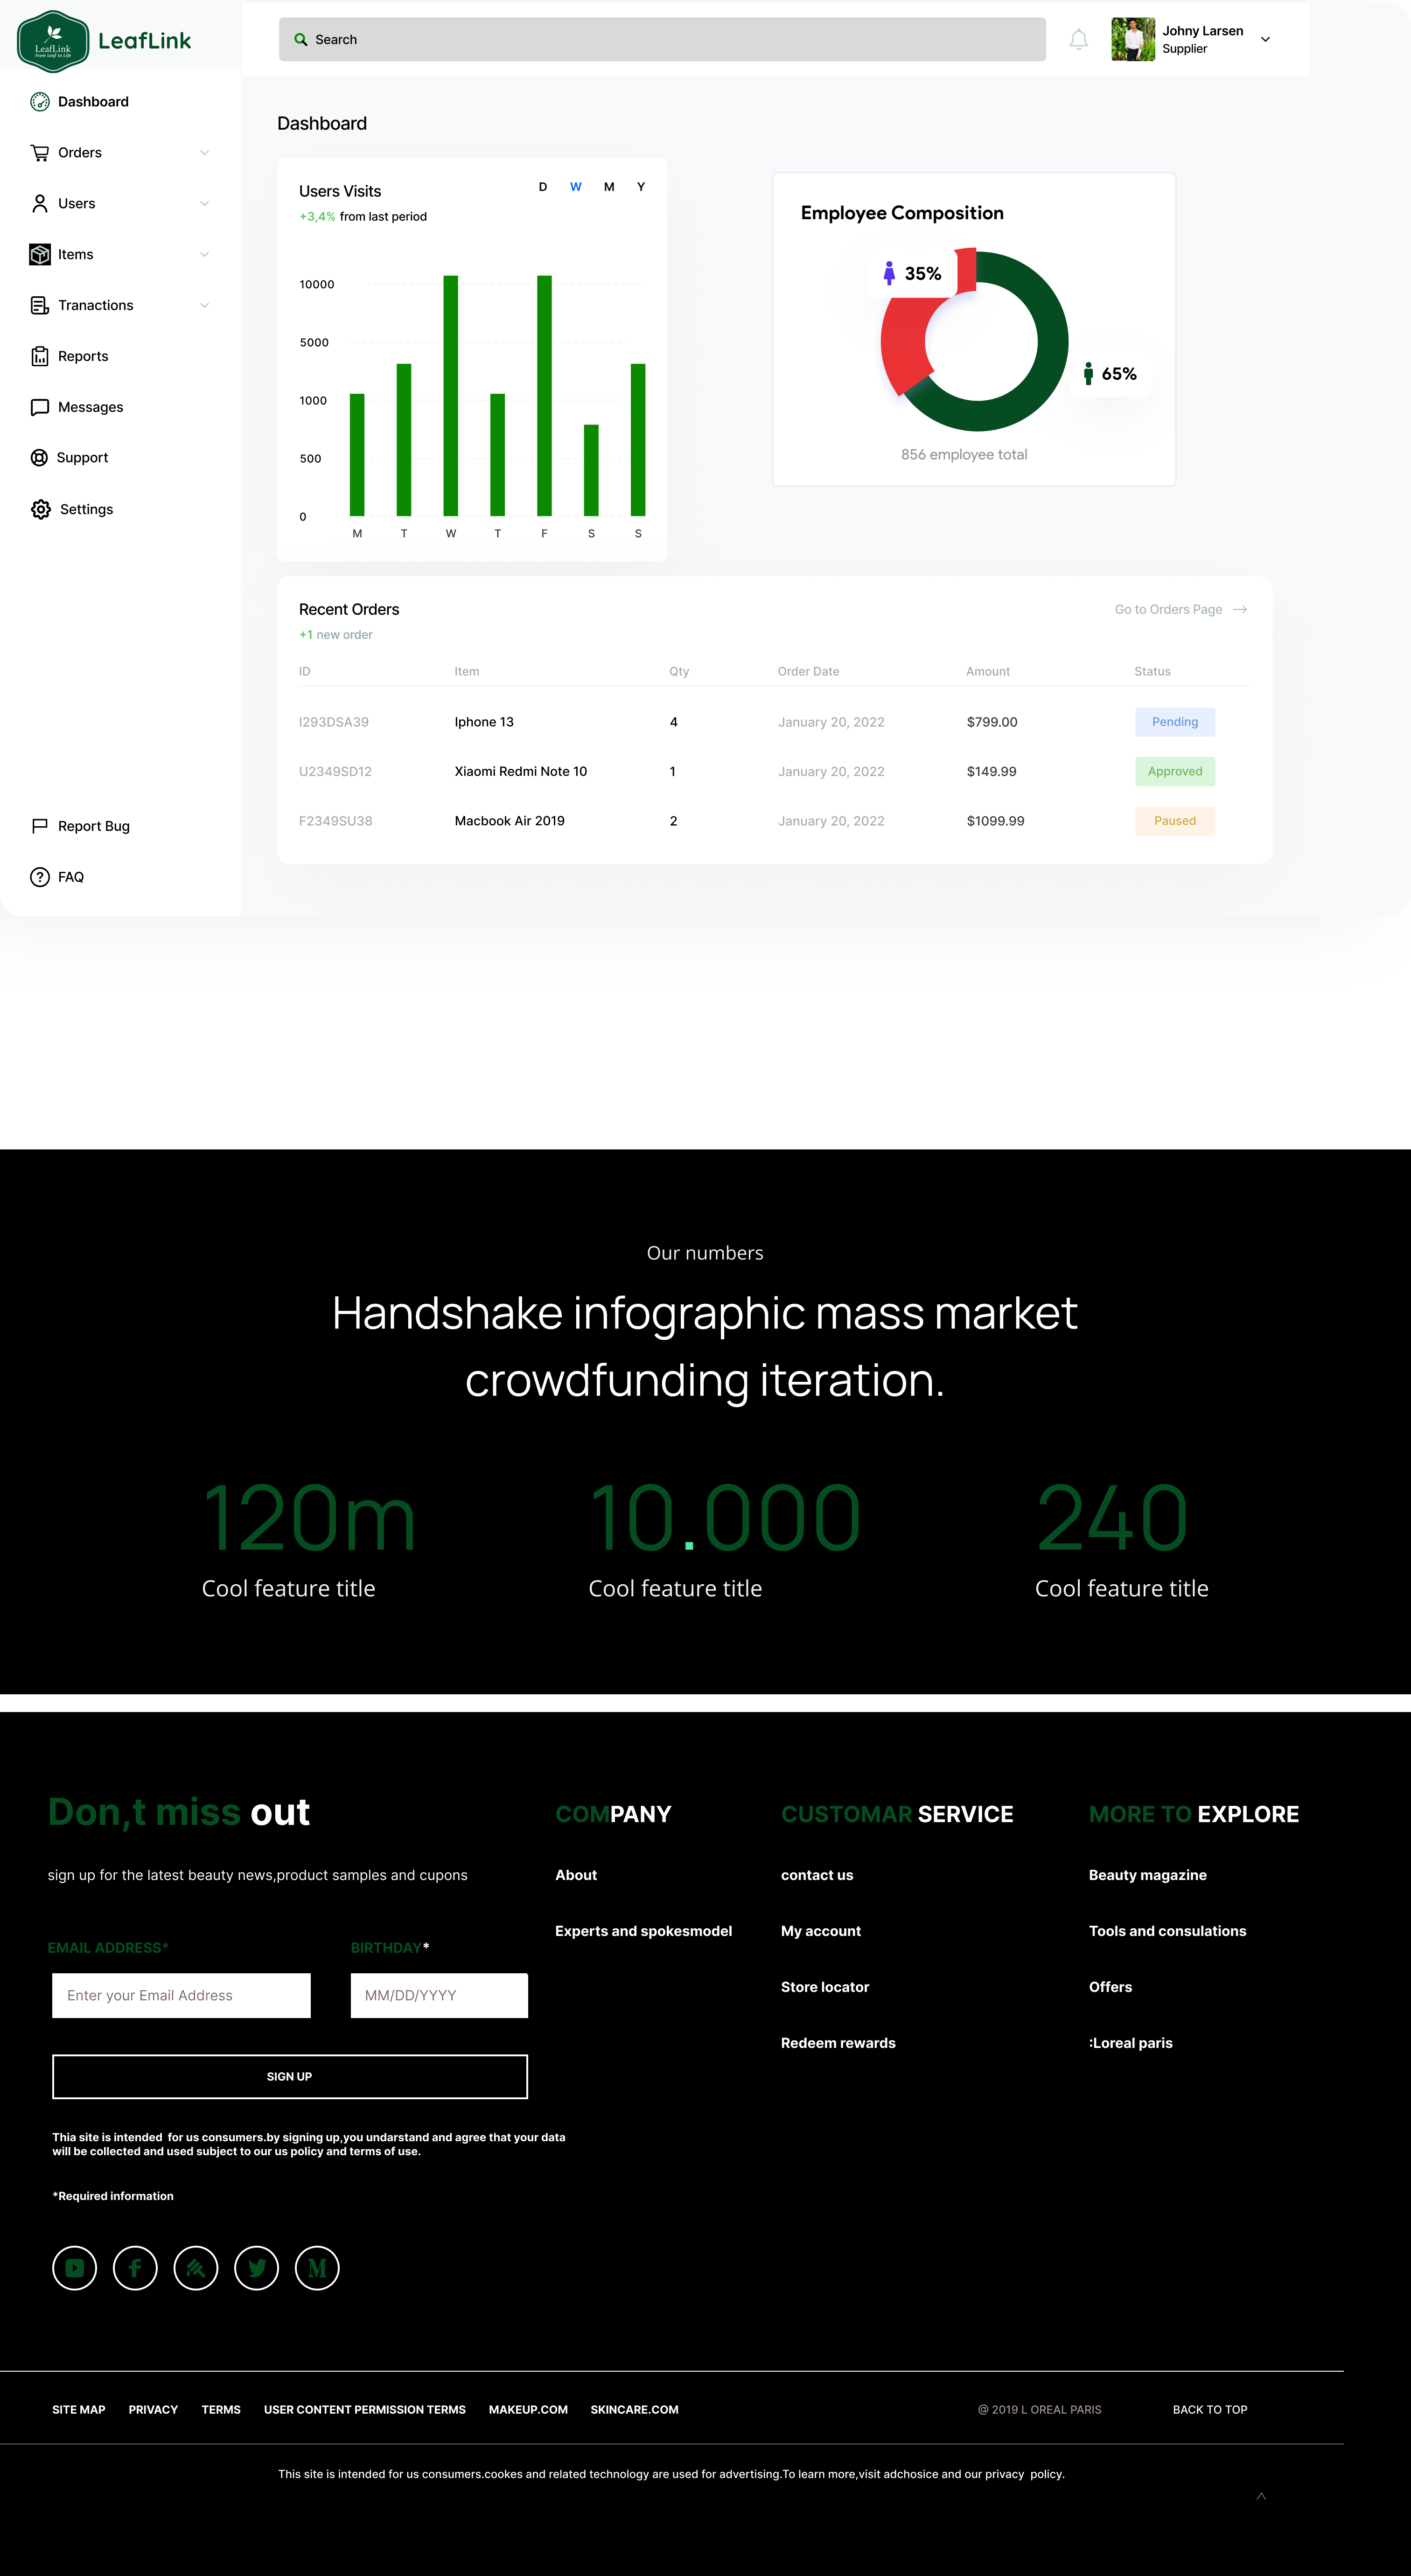 LeafLink
From Leaf to Life
LeafLink
Search
Johny Larsen
Supplier
Dashboard
Orders
Users
Items
Tranactions
Reports
Messages
Support
Settings
Report Bug
FAQ
Dashboard
Users Visits
D W M Y
+3,4% from last period
10000
5000
1000
500
0
M T W T F S S
Employee Composition
35%
65%
856 employee total
Recent Orders
Go to Orders Page
+1 new order
ID Item Qty Order Date Amount Status
I293DSA39 Iphone 13 4 January 20, 2022 $799.00 Pending
U2349SD12 Xiaomi Redmi Note 10 1 January 20, 2022 $149.99 Approved
F2349SU38 Macbook Air 2019 2 January 20, 2022 $1099.99 Paused
Our numbers
Handshake infographic mass market
crowdfunding iteration.
120m
Cool feature title
10.000
Cool feature title
240
Cool feature title
Don,t miss out
sign up for the latest beauty news,product samples and cupons
EMAIL ADDRESS*
BIRTHDAY*
Enter your Email Address
MM/DD/YYYY
SIGN UP
Thia site is intended for us consumers.by signing up,you undarstand and agree that your data
will be collected and used subject to our us policy and terms of use.
*Required information
COMPANY
About
Experts and spokesmodel
CUSTOMAR SERVICE
contact us
My account
Store locator
Redeem rewards
MORE TO EXPLORE
Beauty magazine
Tools and consulations
Offers
:Loreal paris
SITE MAP PRIVACY TERMS USER CONTENT PERMISSION TERMS MAKEUP.COM SKINCARE.COM @ 2019 L OREAL PARIS BACK TO TOP
This site is intended for us consumers.cookes and related technology are used for advertising.To learn more,visit adchosice and our privacy policy.